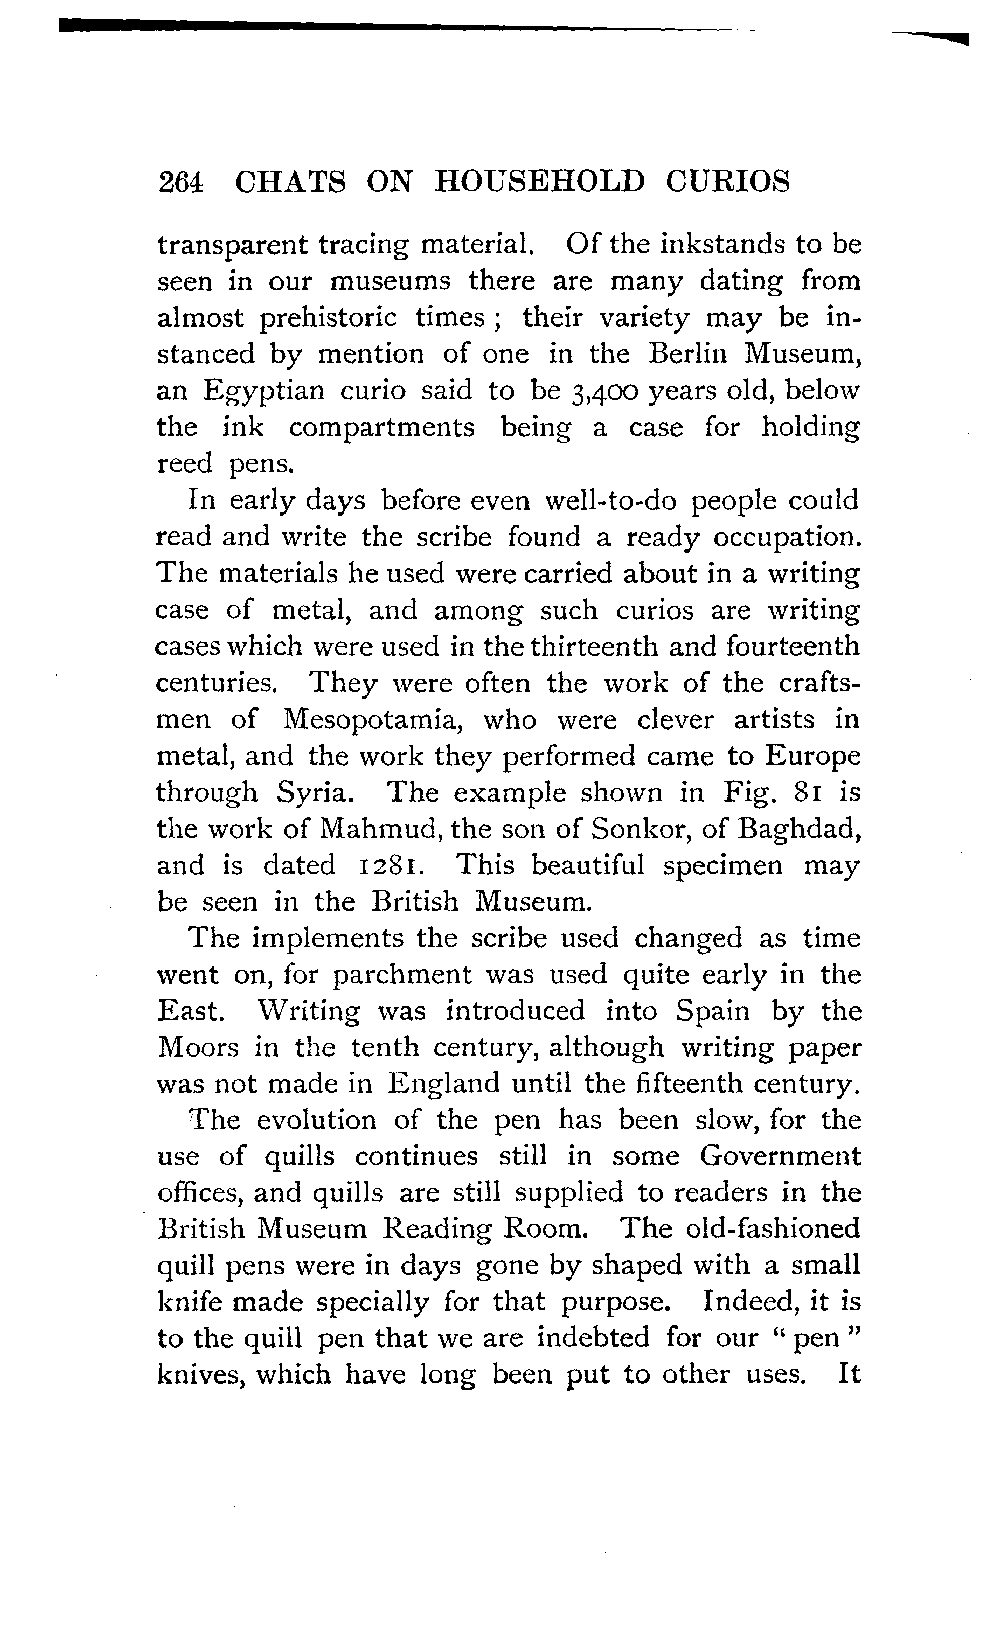 264 CHATS ON HOUSEHOLD CURIOS
transparent tracing material. Of the inkstands to be
seen in our museums there are many dating from
almost prehistoric times ; their variety may be in-
stanced by mention of one in the Berlin Museum,
an Egyptian curio said to be 3,400 years old, below
the ink compartments being a case for holding
reed pens.
In early days before even well-to-do people could
read and write the scribe found a ready occupation.
The materials he used were carried about in a writing
case of metal, and among such curios are writing
cases which were used in the thirteenth and fourteenth
centuries. They were often the work of the crafts-
men of Mesopotamia, who were clever artists in
metal, and the work they performed came to Europe
through Syria. The example shown in Fig. 81 is
the work of Mahmud, the son of Sonkor, of Baghdad,
and is dated 1281. This beautiful specimen may
be seen in the British Museum.
The implements the scribe used changed as time
went on, for parchment was used quite early in the
East. Writing was introduced into Spain by the
Moors in the tenth century, although writing paper
was not made in England until the fifteenth century.
The evolution of the pen has been slow, for the
use of quills continues still in some Government
offices, and quills are still supplied to readers in the
British Museum Reading Room. The old-fashioned
quill pens were in days gone by shaped with a small
knife made specially for that purpose. Indeed, it is
to the quill pen that we are indebted for our “ pen ”
knives, which have long been put to other uses. It